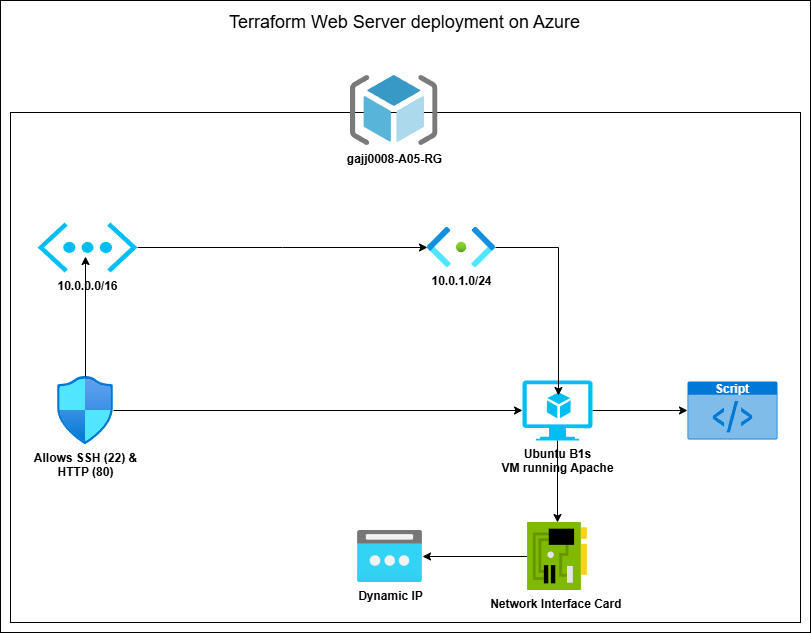 Terraform Web Server deployment on Azure
gajj0008-A05-RG
10.0.0.0/16
10.0.1.0/24
Script
</>
Allows SSH (22) &
HTTP (80)
Ubuntu B1s
VM running Apache
Dynamic IP
Network Interface Card